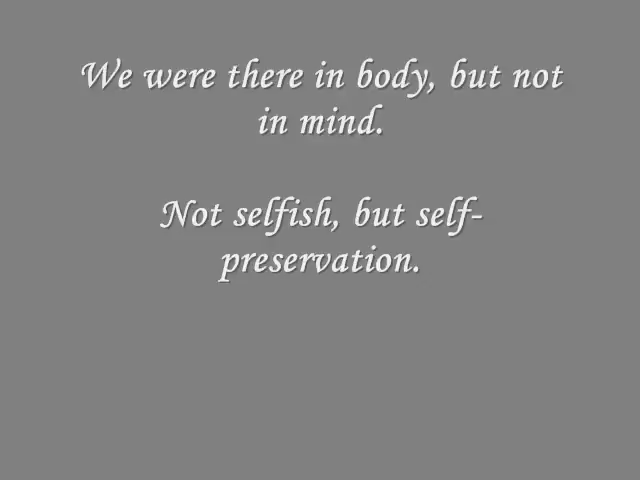 We were there in body, but not
in mind.
Not selfish, but self-
preservation.